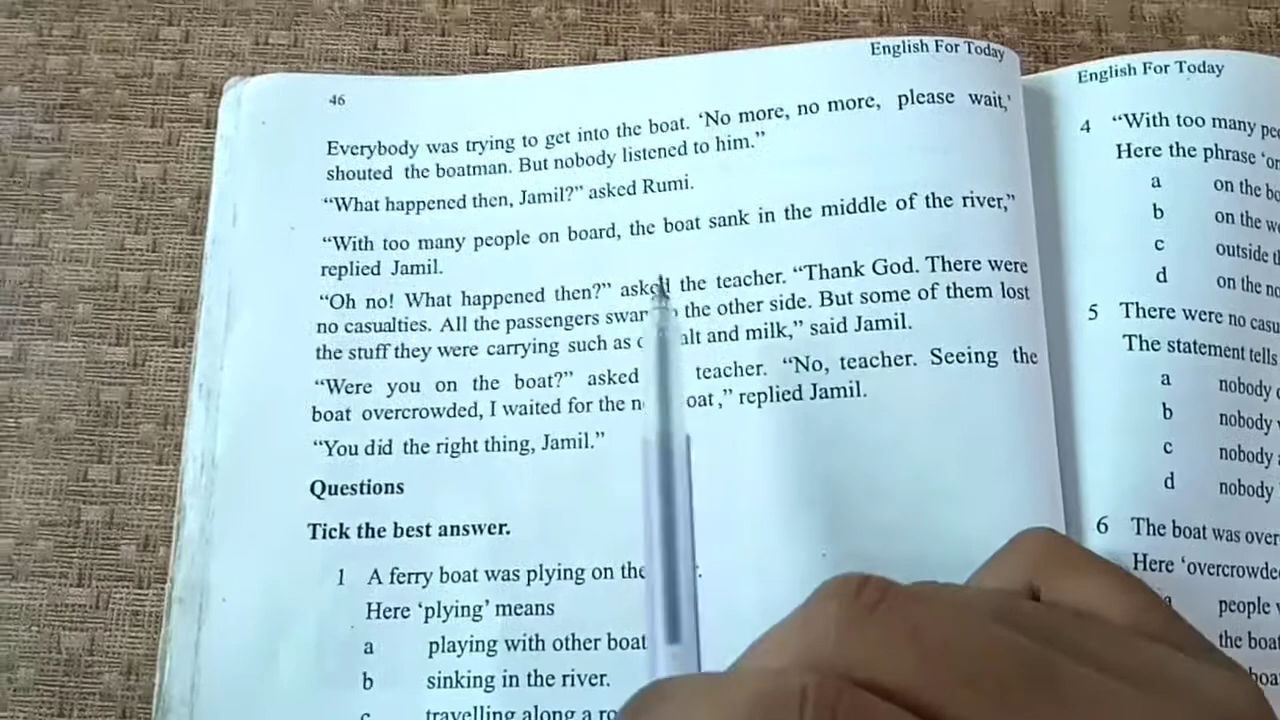 English For Today
46
Everybody was trying to get into the boat. ‘No more, no more, please wait,’
shouted the boatman. But nobody listened to him.”
“What happened then, Jamil?” asked Rumi.
“With too many people on board, the boat sank in the middle of the river,”
replied Jamil.
“Oh no! What happened then?” asked the teacher. “Thank God. There were
no casualties. All the passengers swam the other side. But some of them lost
the stuff they were carrying such as and milk,” said Jamil.
“Were you on the boat?” asked teacher. “No, teacher. Seeing the
boat overcrowded, I waited for the replied Jamil.
“You did the right thing, Jamil.”
Questions
Tick the best answer.
1 A ferry boat was plying on the
Here ‘plying’ means
a playing with other boat
b sinking in the river.
c travelling along a
English For Today
4 “With too many
Here the phrase
a on the
b on the
c outside
d on the
5 There were no
The statement tells
a nobody
b nobody
c nobody
d nobody
6 The boat was
Here
people
the